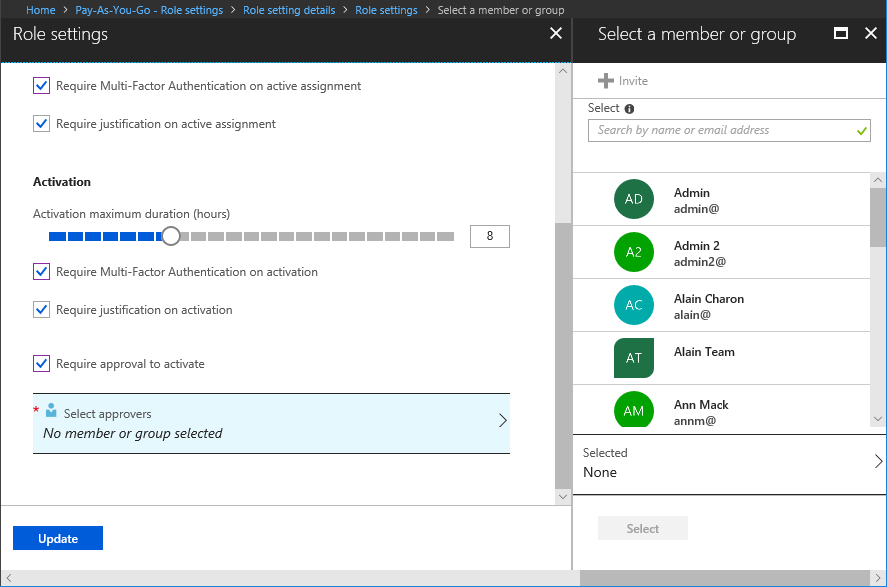 Home > Pay-As-You-Go - Role settings > Role setting details > Role settings > Select a member or group
Role settings
Require Multi-Factor Authentication on active assignment
Require justification on active assignment
Activation
Activation maximum duration (hours)
8
Require Multi-Factor Authentication on activation
Require justification on activation
Require approval to activate
* Select approvers
No member or group selected
Update
Select a member or group
Invite
Select
Search by name or email address
AD
Admin
admin@
A2
Admin 2
admin2@
AC
Alain Charon
alain@
AT
Alain Team
AM
Ann Mack
annm@
Selected
None
Select